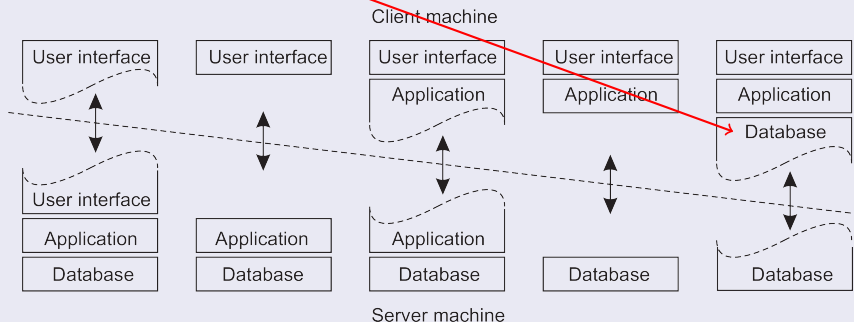 Client machine
User interface User interface User interface User interface User interface
Application Application Application
Database
User interface
Application Application Application
Database Database Database Database Database
Server machine